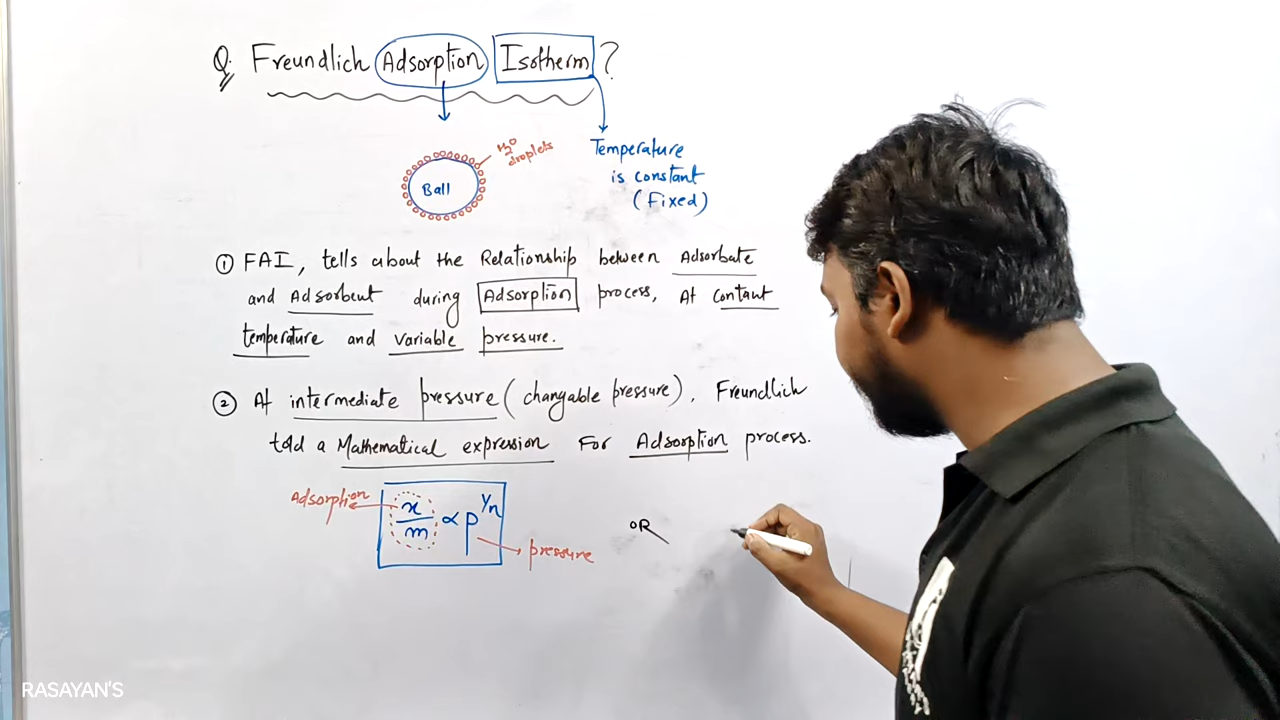 Q. Freundlich Adsorption Isotherm ?
H2O droplets
Ball
Temperature
is constant
(Fixed)
① FAI, tells about the Relationship between Adsorbate
and Adsorbent during Adsorption process, At contant
temperature and variable pressure.
② At intermediate pressure (changable pressure), Freundlich
told a Mathematical expression For Adsorption process.
Adsorption
x/m ∝ p^1/n
pressure
OR
RASAYAN'S